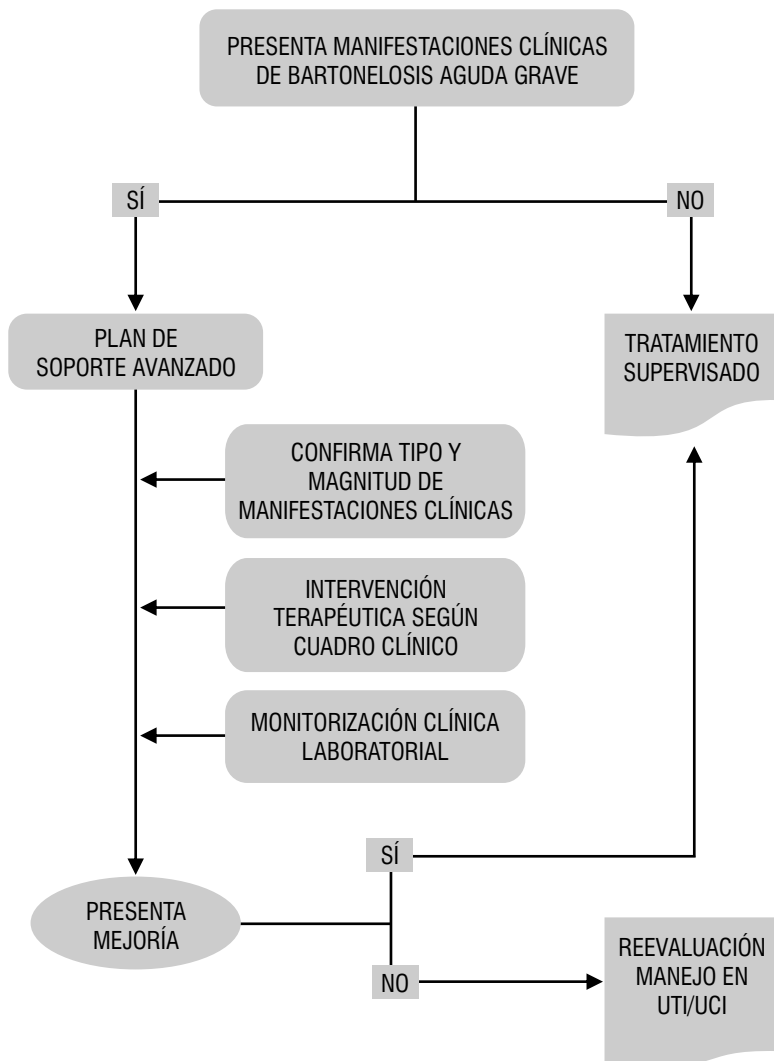 PRESENTA MANIFESTACIONES CLÍNICAS
DE BARTONELOSIS AGUDA GRAVE
SÍ
NO
PLAN DE
SOPORTE AVANZADO
TRATAMIENTO
SUPERVISADO
CONFIRMA TIPO Y
MAGNITUD DE
MANIFESTACIONES CLÍNICAS
INTERVENCIÓN
TERAPÉUTICA SEGÚN
CUADRO CLÍNICO
MONITORIZACIÓN CLÍNICA
LABORATORIAL
SÍ
PRESENTA
MEJORÍA
NO
REEVALUACIÓN
MANEJO EN
UTI/UCI